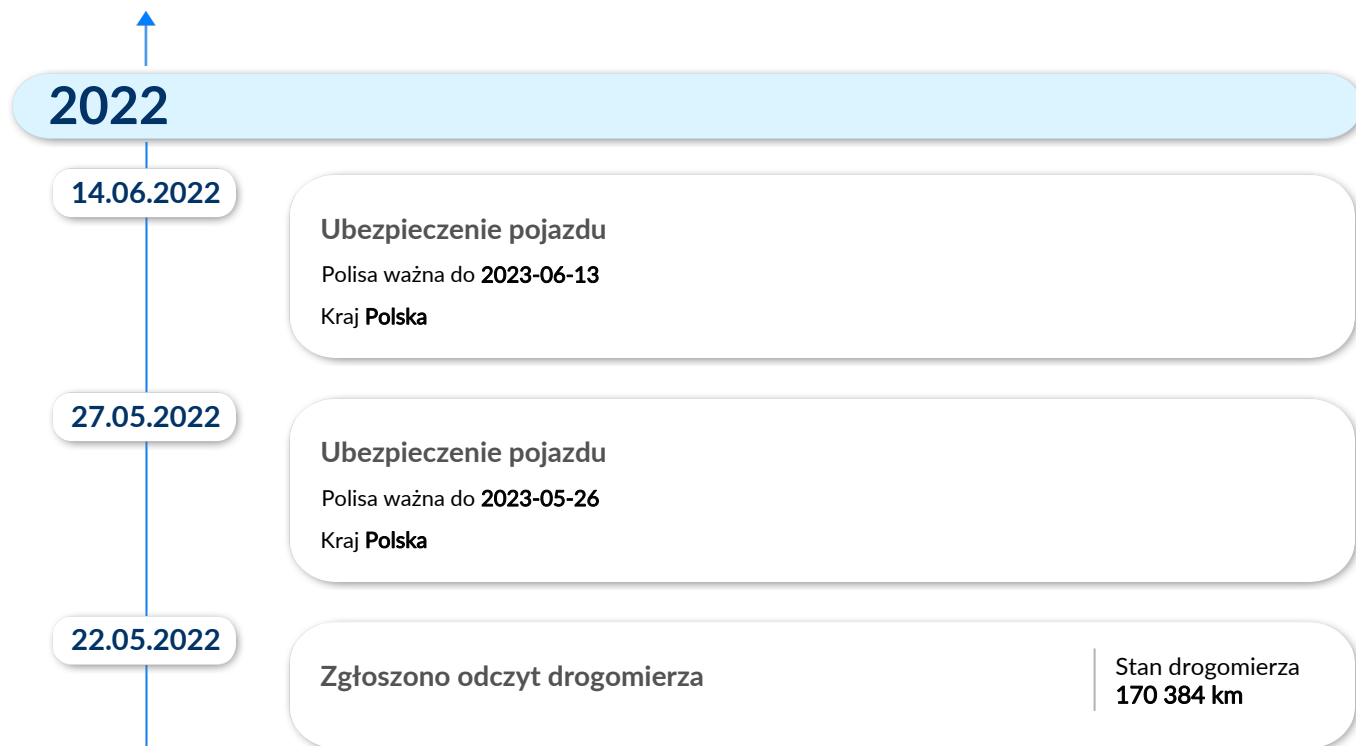 2022
14.06.2022
Ubezpieczenie pojazdu
Polisa ważna do 2023-06-13
Kraj Polska
27.05.2022
Ubezpieczenie pojazdu
Polisa ważna do 2023-05-26
Kraj Polska
22.05.2022
Zgłoszono odczyt drogomierza
Stan drogomierza
170 384 km